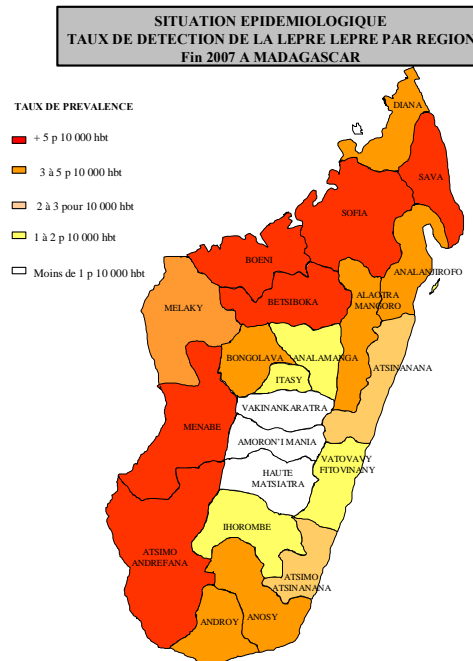 SITUATION EPIDEMIOLOGIQUE
TAUX DE DETECTION DE LA LEPRE LEPRE PAR REGION
Fin 2007 A MADAGASCAR
TAUX DE PREVALENCE
+ 5 p 10 000 hbt
3 à 5 p 10 000 hbt
2 à 3 pour 10 000 hbt
1 à 2 p 10 000 hbt
Moins de 1 p 10 000 hbt
DIANA
SAVA
SOFIA
BOENI
ANALANJIROFO
BETSIBOKA
ALAOTRA
MANGORO
MELAKY
BONGOLAVA
ANALAMANGA
ATSINANANA
ITASY
VAKINANKARATRA
MENABE
AMORON'I MANIA
VATOVAVY
FITOVINANY
HAUTE
MATSIATRA
IHOROMBE
ATSIMO
ANDREFANA
ATSIMO
ATSINANANA
ANDROY
ANOSY